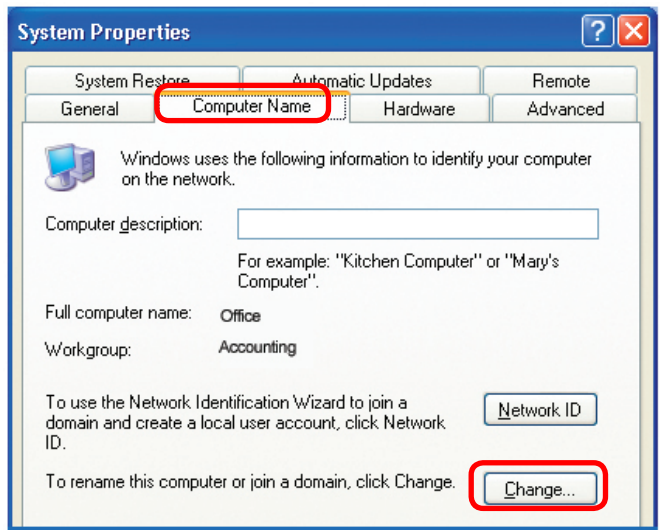 System Properties
System Restore Automatic Updates Remote
General Computer Name Hardware Advanced
Windows uses the following information to identify your computer
on the network.
Computer description:
For example: "Kitchen Computer" or "Mary's
Computer".
Full computer name: Office
Workgroup: Accounting
To use the Network Identification Wizard to join a
domain and create a local user account, click Network
ID.
Network ID
To rename this computer or join a domain, click Change.
Change...